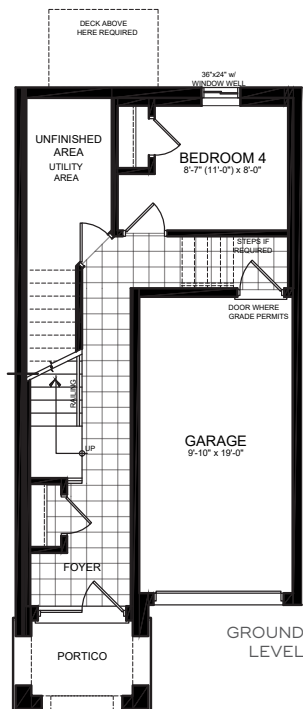 DECK ABOVE
HERE REQUIRED
36"x24" w/
WINDOW WELL
UNFINISHED
AREA
UTILITY
AREA
BEDROOM 4
8'-7" (11'-0") x 8'-0"
STEPS IF
REQUIRED
DOOR WHERE
GRADE PERMITS
RAILING
GARAGE
9'-10" x 19'-0"
UP
FOYER
GROUND
LEVEL
PORTICO